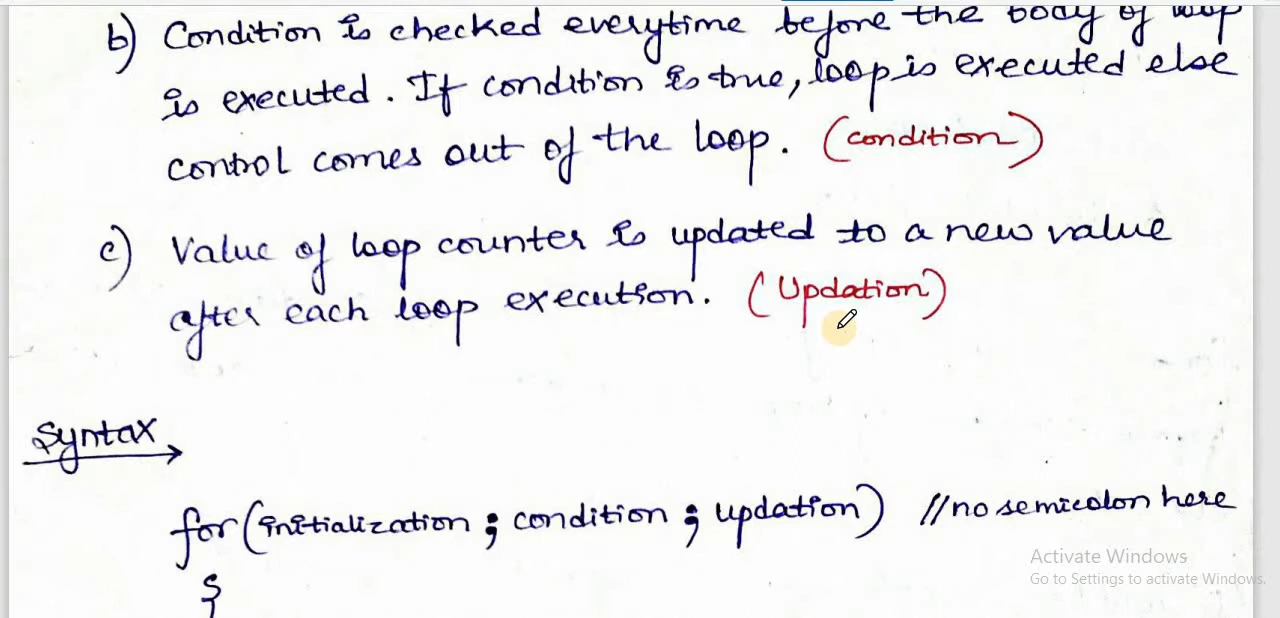 b) Condition is checked everytime before the body of loop
is executed. If condition is true, loop is executed else
control comes out of the loop. (condition)
c) Value of loop counter is updated to a new value
after each loop execution. (Updation)
Syntax
for (initialization ; condition ; updation) //no semicolon here
{
Activate Windows
Go to Settings to activate Windows.